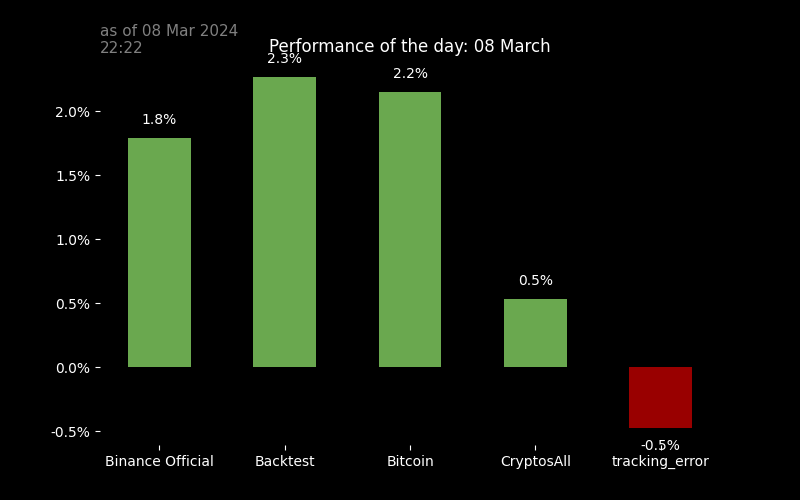 as of 08 Mar 2024
22:22
Performance of the day: 08 March
2.3%
2.2%
2.0%
1.8%
1.5%
1.0%
0.5%
0.5%
0.0%
-0.5%
-0.5%
Binance Official
Backtest
Bitcoin
CryptosAll
tracking_error